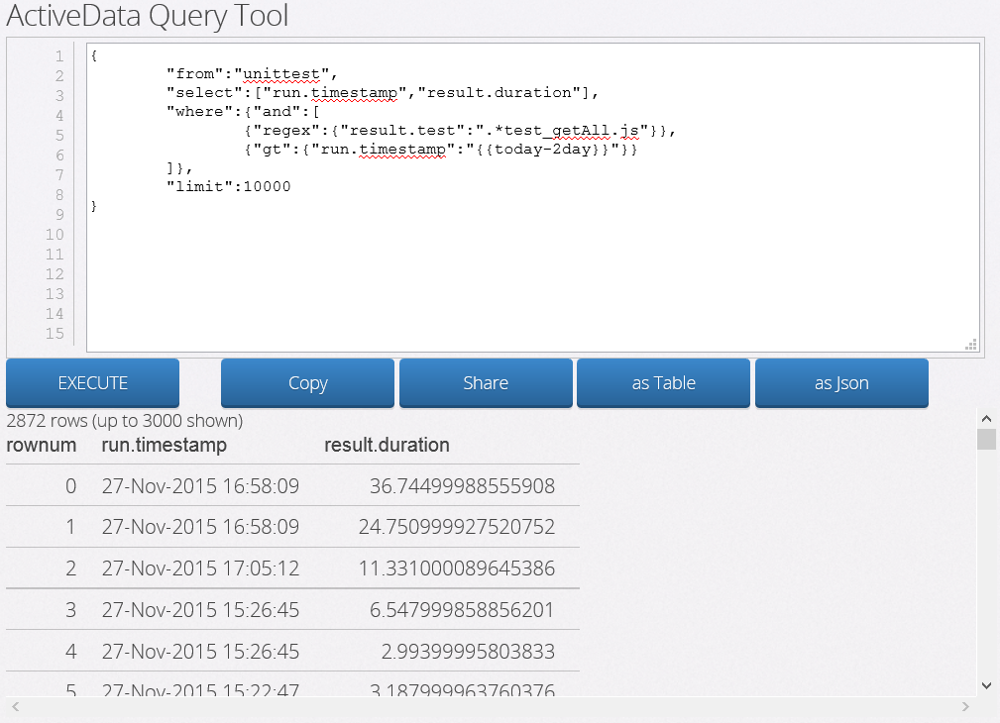 ActiveData Query Tool
1 {
2 "from":"unittest",
3 "select":["run.timestamp","result.duration"],
4 "where":{"and":[
5 {"regex":{"result.test":".*test_getAll.js"}},
6 {"gt":{"run.timestamp":"{{today-2day}}"}}
7 ]},
8 "limit":10000
9 }
10
11
12
13
14
15
EXECUTE Copy Share as Table as Json
2872 rows (up to 3000 shown)
rownum run.timestamp result.duration
0 27-Nov-2015 16:58:09 36.74499988555908
1 27-Nov-2015 16:58:09 24.750999927520752
2 27-Nov-2015 17:05:12 11.331000089645386
3 27-Nov-2015 15:26:45 6.547999858856201
4 27-Nov-2015 15:26:45 2.99399995803833
5 27-Nov-2015 15:22:47 3.187999963760376